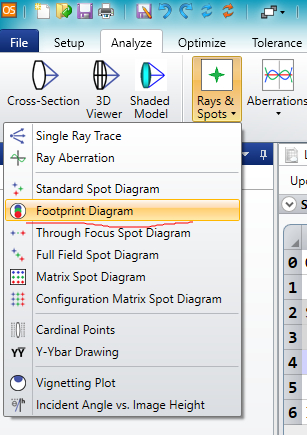 OS
File Setup Analyze Optimize Tolerance
Cross-Section 3D Viewer Shaded Model Rays & Spots Aberrations
Single Ray Trace
Ray Aberration
Standard Spot Diagram
Footprint Diagram
Through Focus Spot Diagram
Full Field Spot Diagram
Matrix Spot Diagram
Configuration Matrix Spot Diagram
Cardinal Points
Y-Ybar Drawing
Vignetting Plot
Incident Angle vs. Image Height
L
Upd
S
0
1
2
3
4
5
6